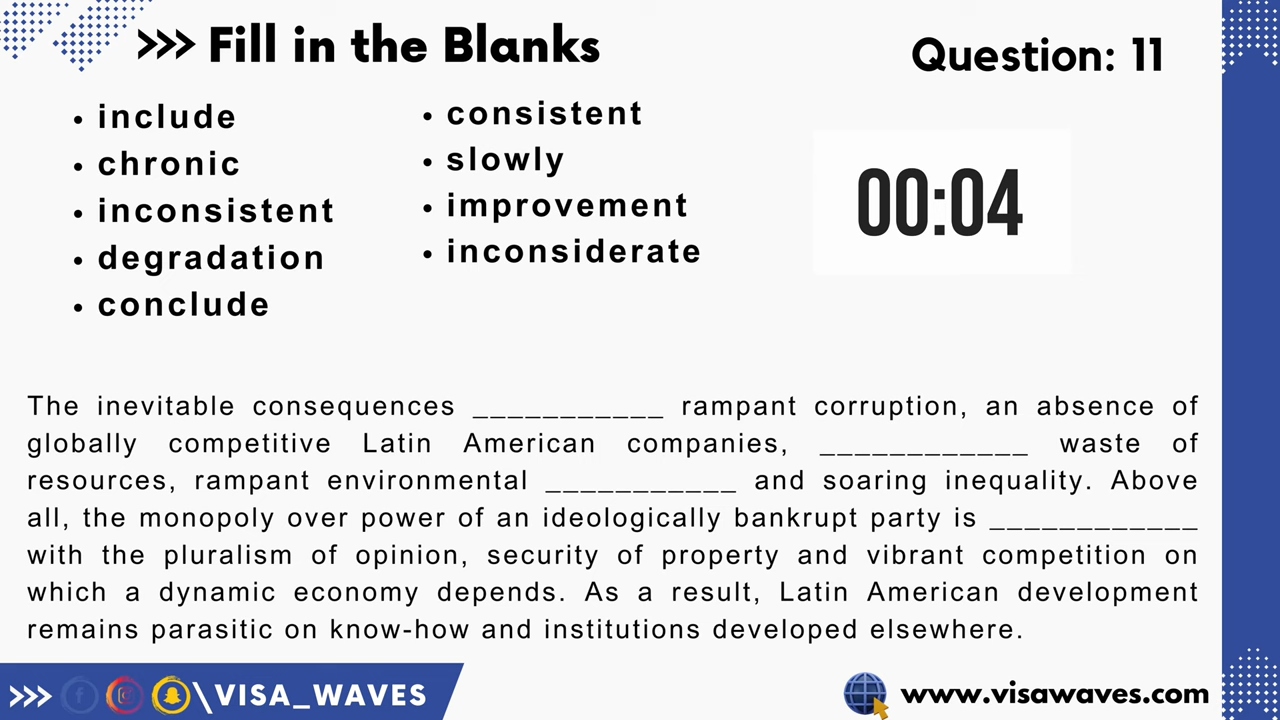 >>> Fill in the Blanks
Question: 11
• include
• chronic
• inconsistent
• degradation
• conclude
• consistent
• slowly
• improvement
• inconsiderate
00:04
The inevitable consequences ___________ rampant corruption, an absence of
globally competitive Latin American companies, ____________ waste of
resources, rampant environmental ___________ and soaring inequality. Above
all, the monopoly over power of an ideologically bankrupt party is ____________
with the pluralism of opinion, security of property and vibrant competition on
which a dynamic economy depends. As a result, Latin American development
remains parasitic on know-how and institutions developed elsewhere.
>>> \VISA_WAVES
www.visawaves.com